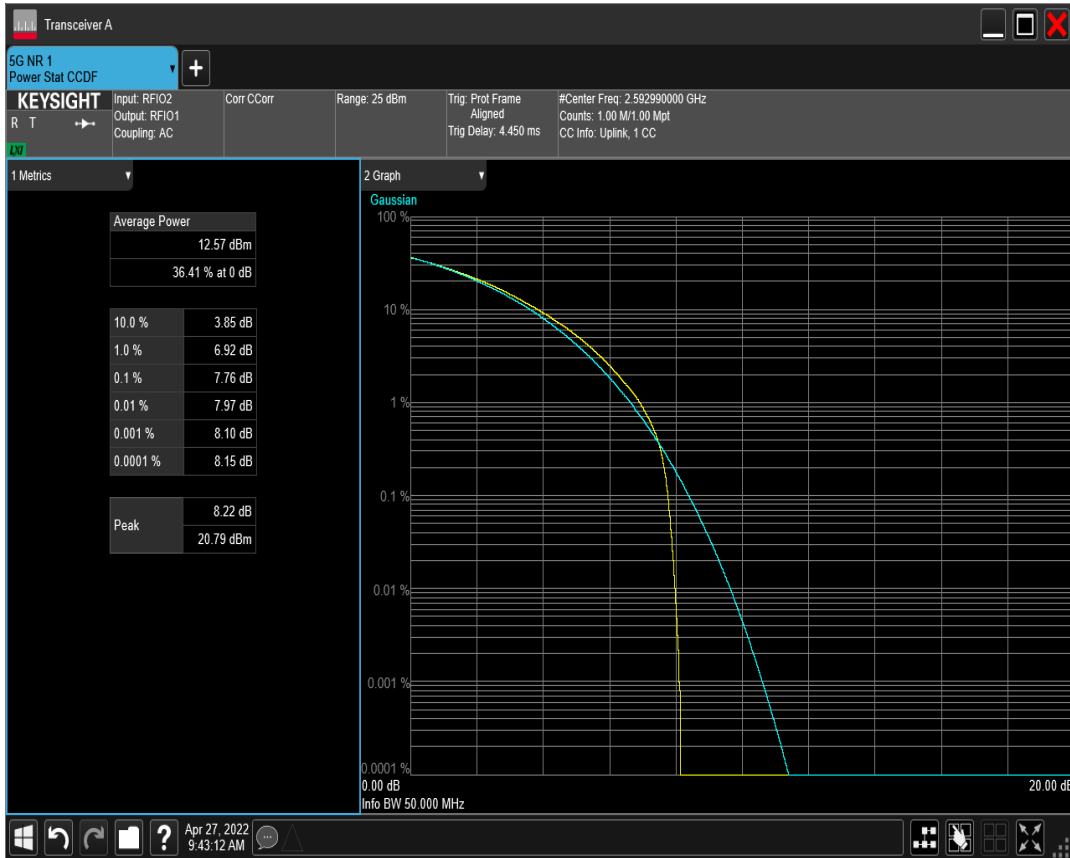 Transceiver A
5G NR 1
Power Stat CCDF
+
KEYSIGHT
R T
LXI
Input: RFIO2
Output: RFIO1
Coupling: AC
Corr CCorr
Range: 25 dBm
Trig: Prot Frame
Aligned
Trig Delay: 4.450 ms
#Center Freq: 2.592990000 GHz
Counts: 1.00 M/1.00 Mpt
CC Info: Uplink, 1 CC
1 Metrics
Average Power
12.57 dBm
36.41 % at 0 dB
10.0 % 3.85 dB
1.0 % 6.92 dB
0.1 % 7.76 dB
0.01 % 7.97 dB
0.001 % 8.10 dB
0.0001 % 8.15 dB
Peak 8.22 dB
20.79 dBm
2 Graph
Gaussian
100 %
10 %
1 %
0.1 %
0.01 %
0.001 %
0.0001 %
0.00 dB 20.00 dB
Info BW 50.000 MHz
?
Apr 27, 2022
9:43:12 AM